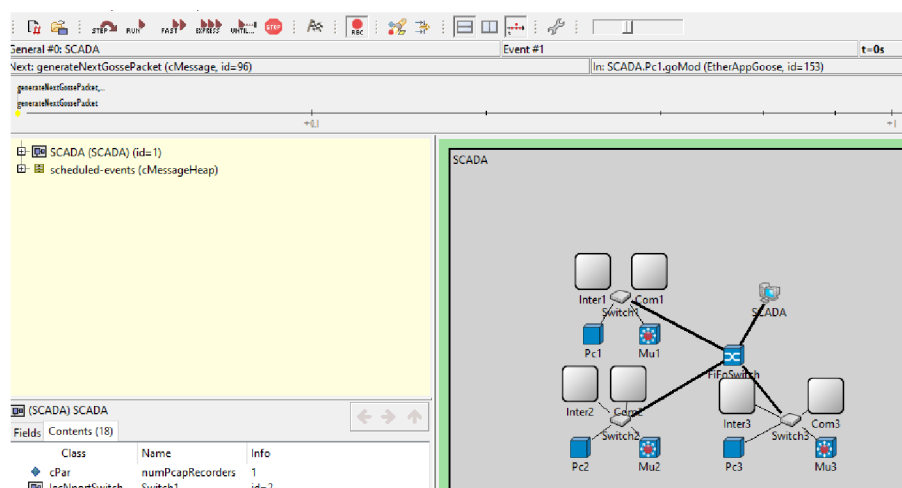 STEP RUN FAST EXPRESS UNTIL... STOP REC
General #0: SCADA Event #1 t=0s
Next: generateNextGossePacket (cMessage, id=96) In: SCADA.Pc1.goMod (EtherAppGoose, id=153)
generateNextGossePacket,...
generateNextGossePacket
+0.1 +1
SCADA (SCADA) (id=1)
scheduled-events (cMessageHeap)
SCADA
Inter1 Com1
Switch1 SCADA
Pc1 Mu1
FiFoSwitch
Inter2 Com2
Inter3 Com3
Switch2 Switch3
Pc2 Mu2 Pc3 Mu3
(SCADA) SCADA
Fields Contents (18)
Class Name Info
cPar numPcapRecorders 1
Switch1 id=2